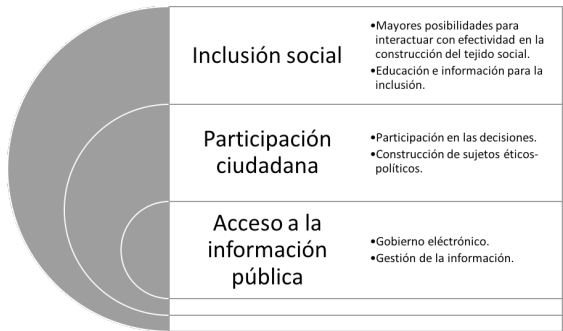 Inclusión social
•Mayores posibilidades para
interactuar con efectividad en la
construcción del tejido social.
•Educación e información para la
inclusión.
Participación
ciudadana
•Participación en las decisiones.
•Construcción de sujetos éticos-
políticos.
Acceso a la
información
pública
•Gobierno eléctrónico.
•Gestión de la información.